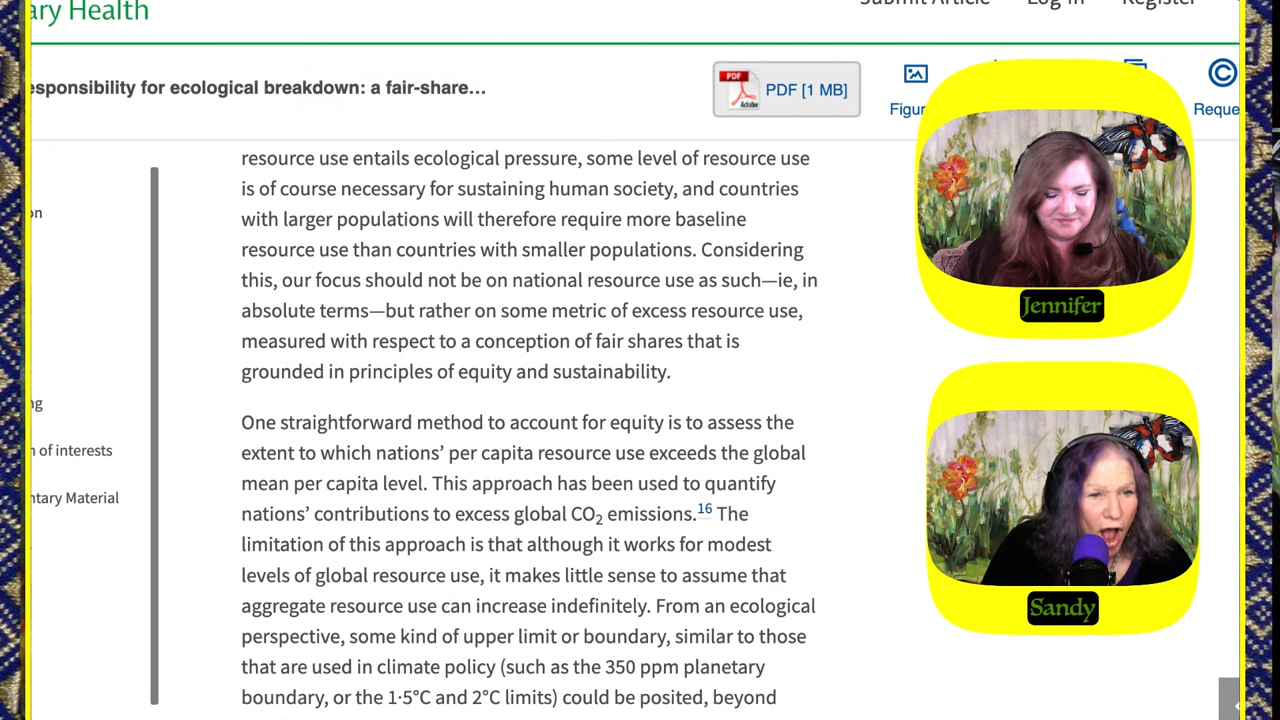 ary Health
Submit Article Log in Register
esponsibility for ecological breakdown: a fair-share...
PDF
Adobe
PDF [1 MB]
Figur
Reque
resource use entails ecological pressure, some level of resource use
is of course necessary for sustaining human society, and countries
with larger populations will therefore require more baseline
resource use than countries with smaller populations. Considering
this, our focus should not be on national resource use as such—ie, in
absolute terms—but rather on some metric of excess resource use,
measured with respect to a conception of fair shares that is
grounded in principles of equity and sustainability.
One straightforward method to account for equity is to assess the
extent to which nations’ per capita resource use exceeds the global
mean per capita level. This approach has been used to quantify
nations’ contributions to excess global CO₂ emissions.¹⁶ The
limitation of this approach is that although it works for modest
levels of global resource use, it makes little sense to assume that
aggregate resource use can increase indefinitely. From an ecological
perspective, some kind of upper limit or boundary, similar to those
that are used in climate policy (such as the 350 ppm planetary
boundary, or the 1·5°C and 2°C limits) could be posited, beyond
on
ng
n of interests
ntary Material
Jennifer
Sandy